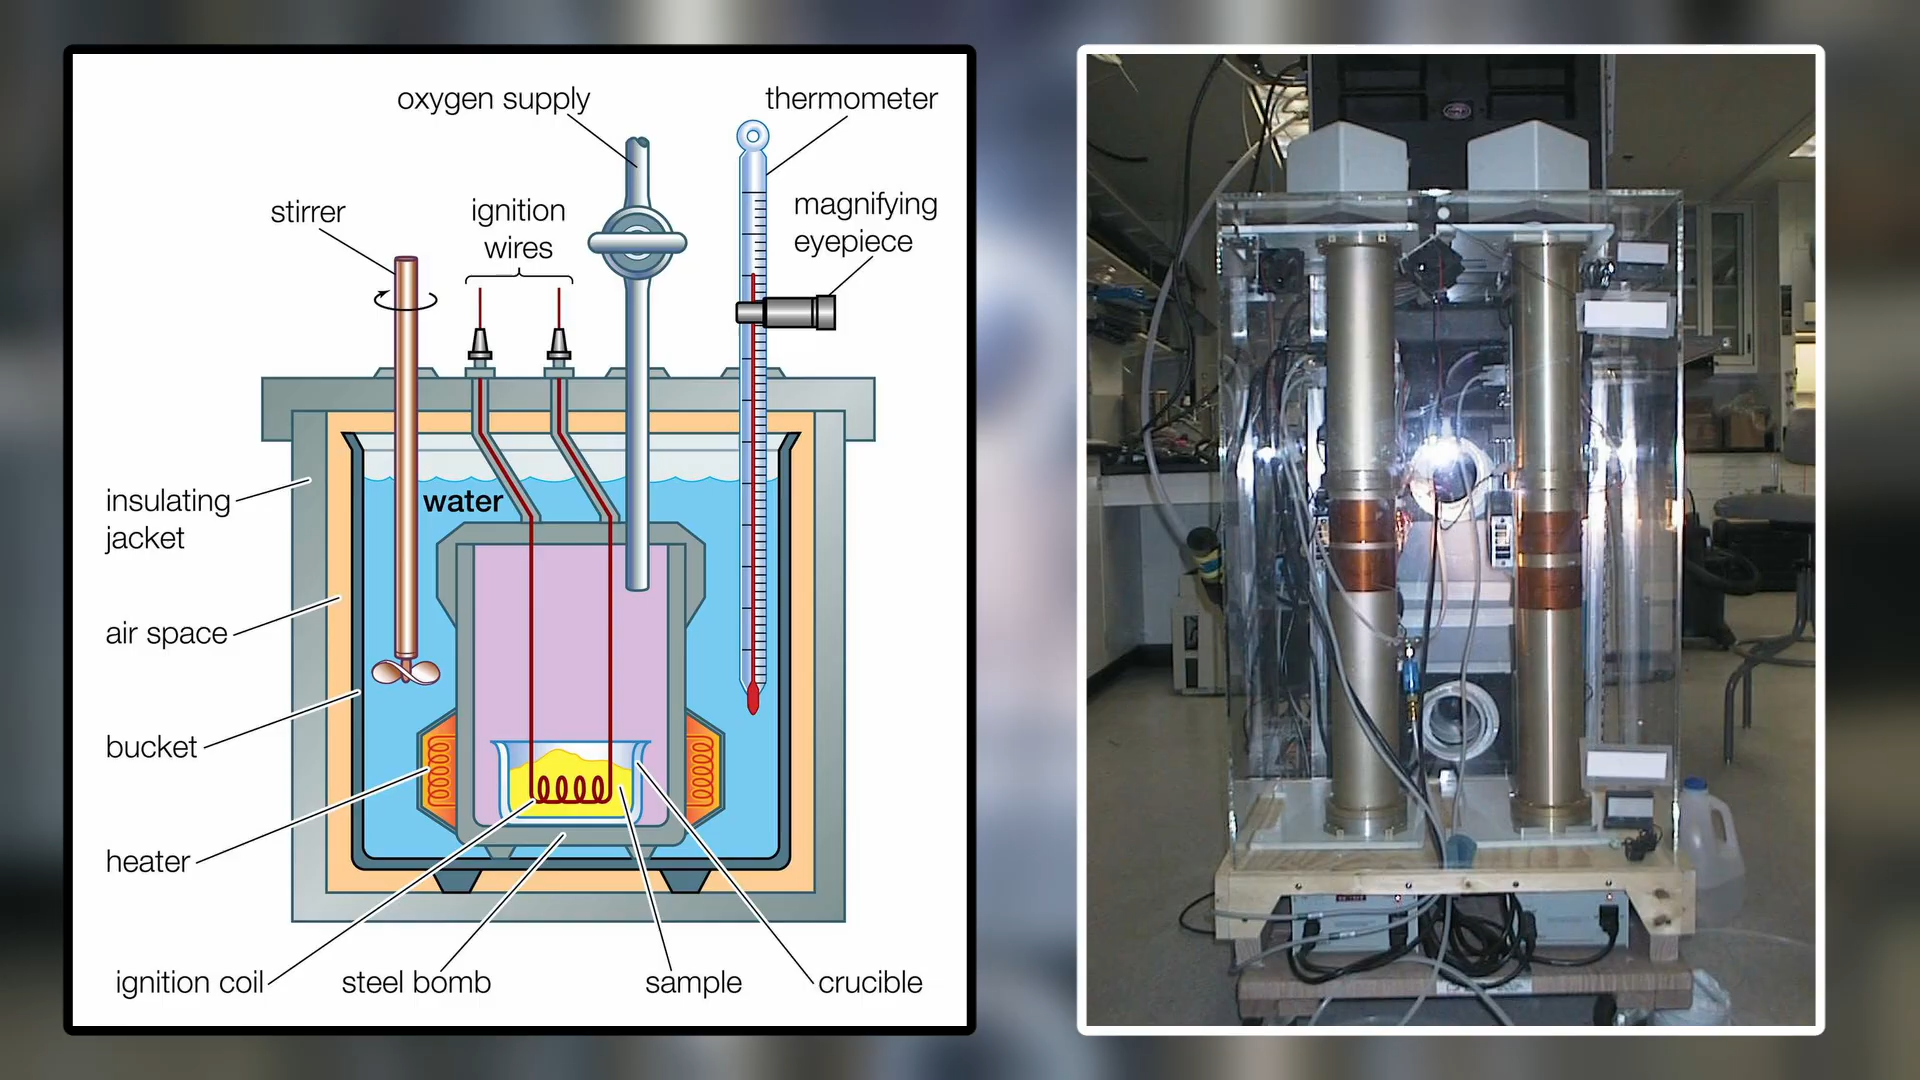 oxygen supply
thermometer
stirrer
ignition
wires
magnifying
eyepiece
water
insulating
jacket
air space
bucket
heater
ignition coil
steel bomb
sample
crucible